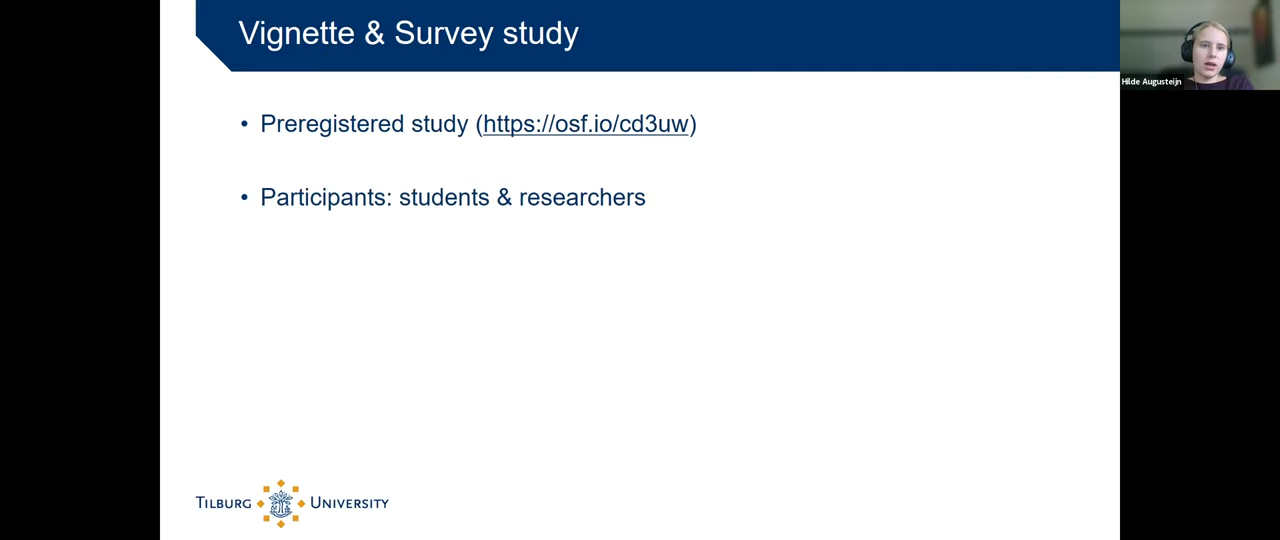 Vignette & Survey study
Hilde Augusteijn
• Preregistered study (https://osf.io/cd3uw)
• Participants: students & researchers
TILBURG UNIVERSITY